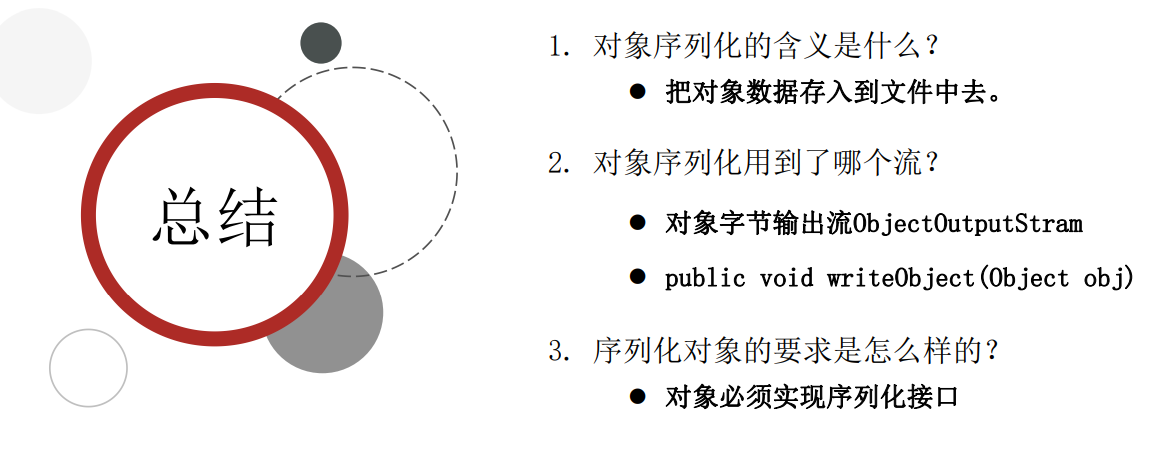 总结
1. 对象序列化的含义是什么？
● 把对象数据存入到文件中去。
2. 对象序列化用到了哪个流？
● 对象字节输出流ObjectOutputStram
● public void writeObject(Object obj)
3. 序列化对象的要求是怎么样的？
● 对象必须实现序列化接口